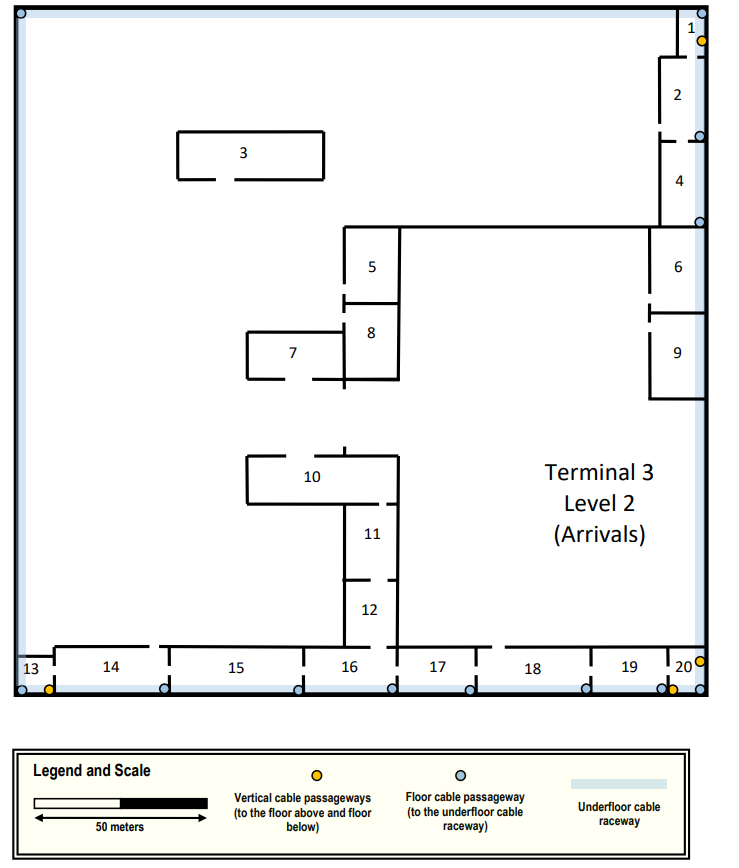 1
2
3
4
5
6
8
7
9
10
Terminal 3
Level 2
(Arrivals)
11
12
13
14
15
16
17
18
19
20
Legend and Scale
50 meters
Vertical cable passageways
(to the floor above and floor
below)
Floor cable passageway
(to the underfloor cable
raceway)
Underfloor cable
raceway